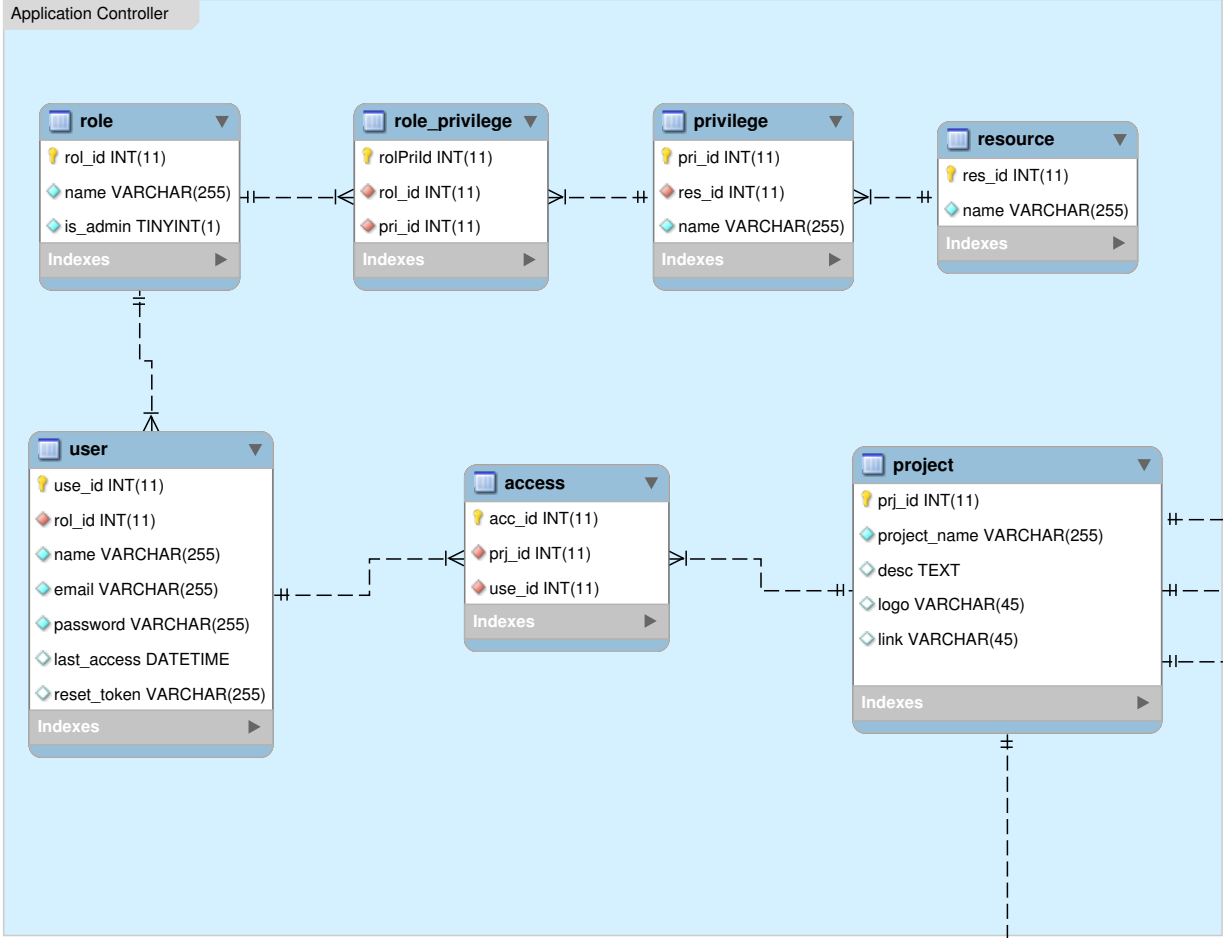 Application Controller
role
rol_id INT(11)
name VARCHAR(255)
is_admin TINYINT(1)
Indexes
role_privilege
rolPriId INT(11)
rol_id INT(11)
pri_id INT(11)
Indexes
privilege
pri_id INT(11)
res_id INT(11)
name VARCHAR(255)
Indexes
resource
res_id INT(11)
name VARCHAR(255)
Indexes
user
use_id INT(11)
rol_id INT(11)
name VARCHAR(255)
email VARCHAR(255)
password VARCHAR(255)
last_access DATETIME
reset_token VARCHAR(255)
Indexes
access
acc_id INT(11)
prj_id INT(11)
use_id INT(11)
Indexes
project
prj_id INT(11)
project_name VARCHAR(255)
desc TEXT
logo VARCHAR(45)
link VARCHAR(45)
Indexes